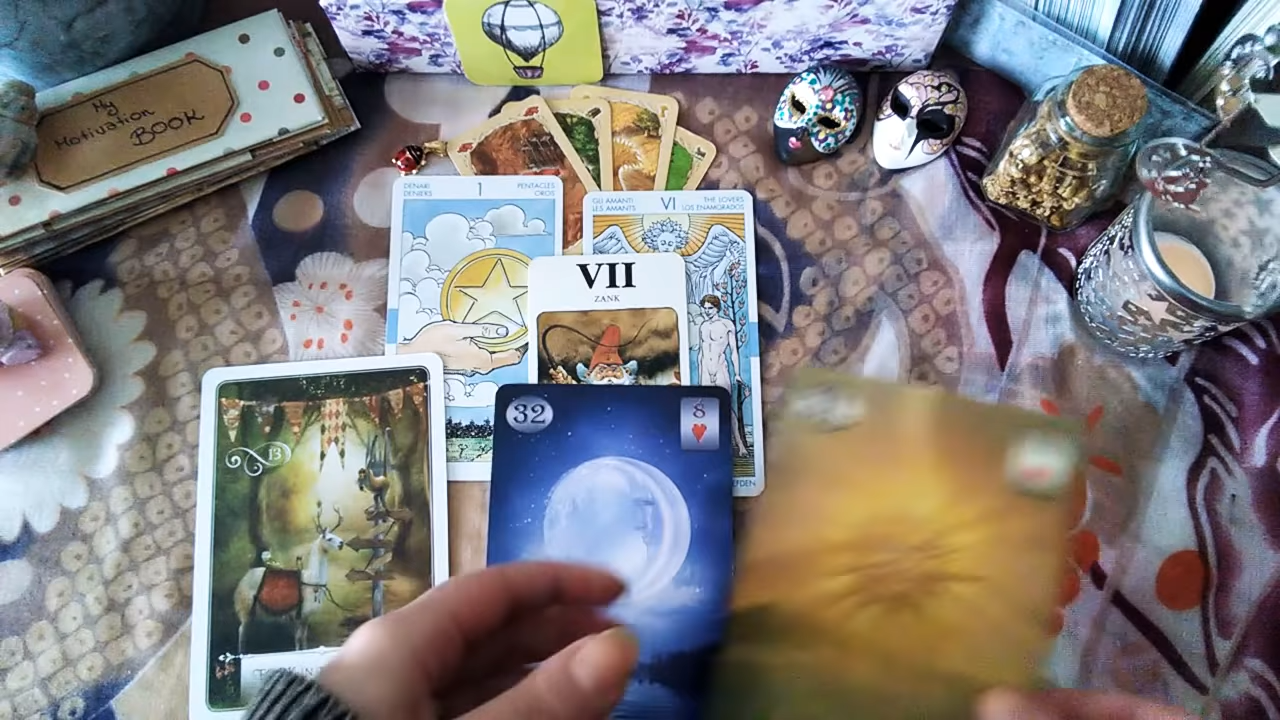 My
Motivation
BOOK
DENARI
DENIERS
1
PENTACLES
OROS
GLI AMANTI
LES AMANTS
VI
THE LOVERS
LOS ENAMORADOS
VII
ZANK
13
32
8